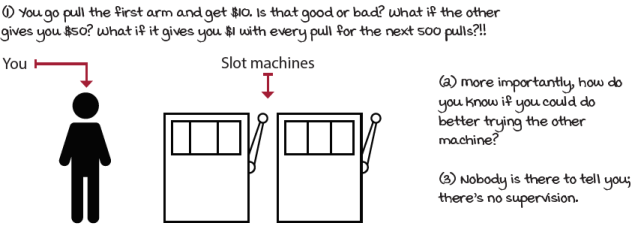 (1) You go pull the first arm and get $10. Is that good or bad? What if the other
gives you $50? What if it gives you $1 with every pull for the next 500 pulls?!!
You
Slot machines
(2) More importantly, how do
you know if you could do
better trying the other
machine?
(3) Nobody is there to tell you;
there's no supervision.